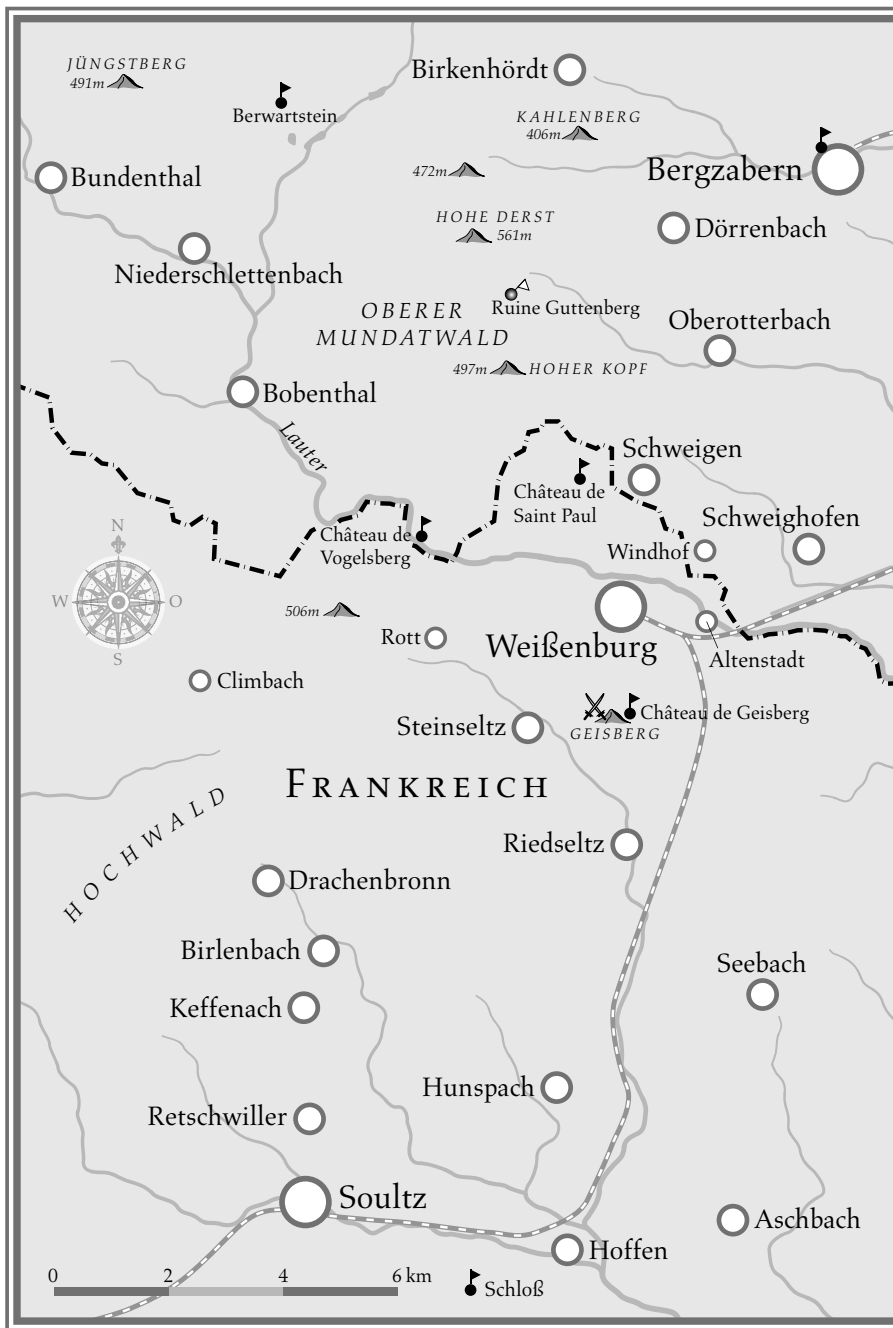 JÜNGSTBERG
491m
Berwartstein
Birkenhördt
KAHLENBERG
406m
Bergzabern
Bundenthal
472m
HOHE DERST
561m
Dörrenbach
Niederschlettenbach
Ruine Guttenberg
OBERER
MUNDATWALD
Oberotterbach
497m HOHER KOPF
Bobenthal
Lauter
Schweigen
Château de
Saint Paul
Schweighofen
Château de
Vogelsberg
Windhof
N
W O
S
506m
Rott
Weißenburg
Altenstadt
Climbach
Steinseltz
Château de Geisberg
GEISBERG
FRANKREICH
HOCHWALD
Riedseltz
Drachenbronn
Birlenbach
Seebach
Keffenach
Hunspach
Retschwiller
Soultz
Aschbach
Hoffen
0 2 4 6 km
Schloß